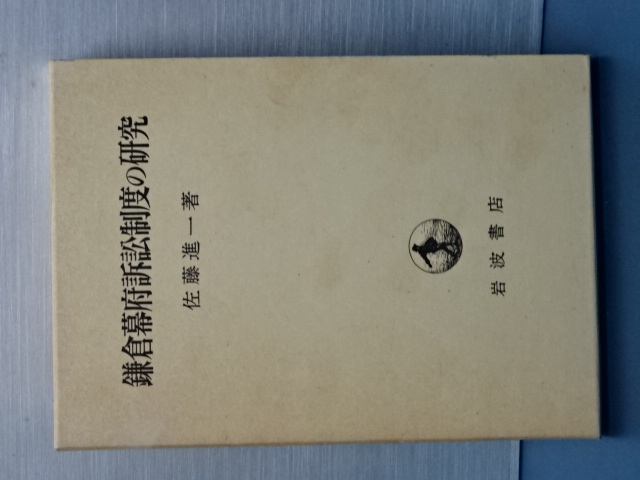 鎌倉幕府訴訟制度の研究
佐藤進一著
岩波書店